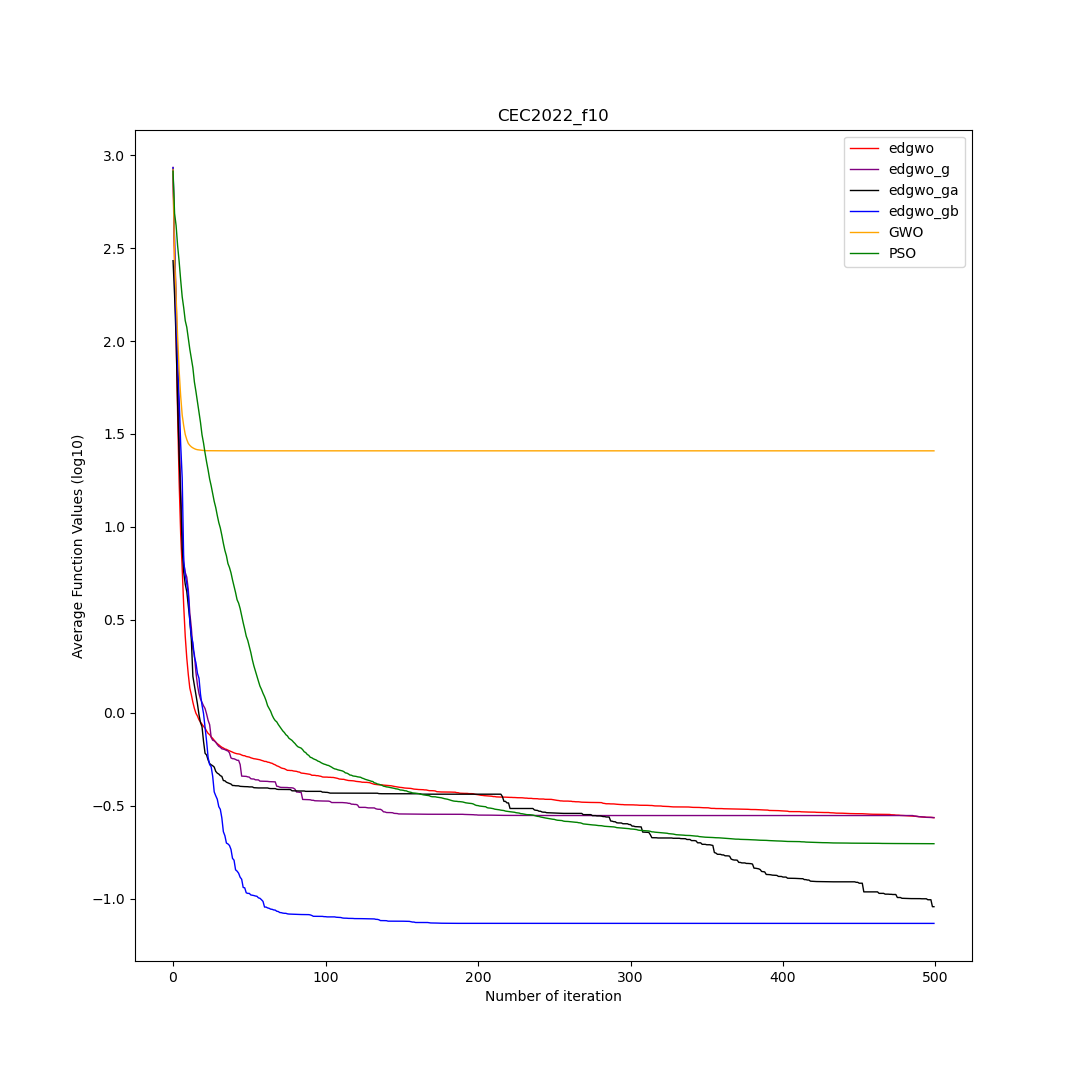 CEC2022_f10
edgwo
edgwo_g
edgwo_ga
edgwo_gb
GWO
PSO
Average Function Values (log10)
3.0
2.5
2.0
1.5
1.0
0.5
0.0
−0.5
−1.0
0 100 200 300 400 500
Number of iteration